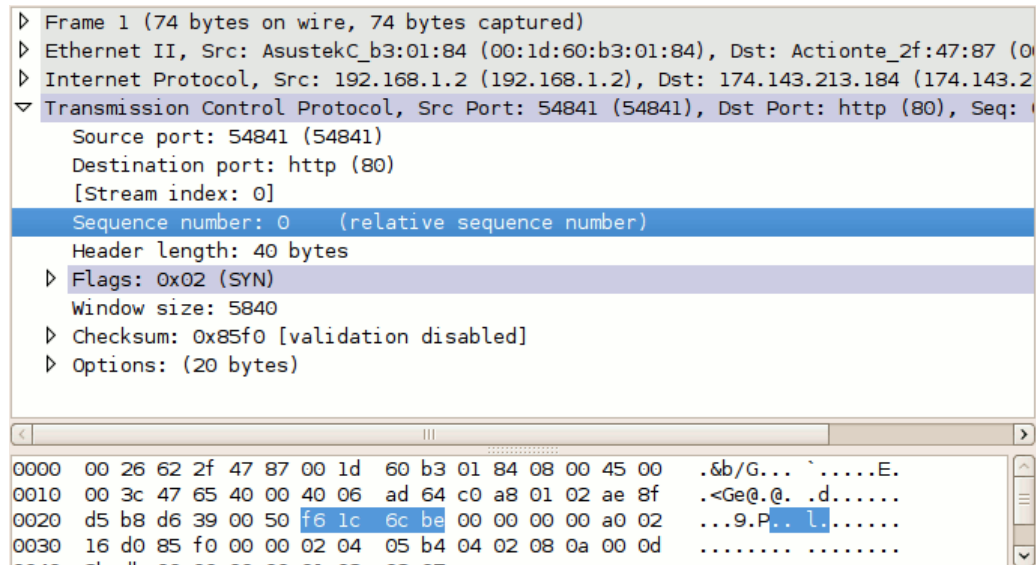 Frame 1 (74 bytes on wire, 74 bytes captured)
Ethernet II, Src: AsustekC_b3:01:84 (00:1d:60:b3:01:84), Dst: Actionte_2f:47:87 (0
Internet Protocol, Src: 192.168.1.2 (192.168.1.2), Dst: 174.143.213.184 (174.143.2
Transmission Control Protocol, Src Port: 54841 (54841), Dst Port: http (80), Seq:
Source port: 54841 (54841)
Destination port: http (80)
[Stream index: 0]
Sequence number: 0 (relative sequence number)
Header length: 40 bytes
Flags: 0x02 (SYN)
Window size: 5840
Checksum: 0x85f0 [validation disabled]
Options: (20 bytes)
0000 00 26 62 2f 47 87 00 1d 60 b3 01 84 08 00 45 00 .&b/G... `.....E.
0010 00 3c 47 65 40 00 40 06 ad 64 c0 a8 01 02 ae 8f .<Ge@.@. .d......
0020 d5 b8 d6 39 00 50 f6 1c 6c be 00 00 00 00 a0 02 ...9.P.. l.......
0030 16 d0 85 f0 00 00 02 04 05 b4 04 02 08 0a 00 0d ........ ........